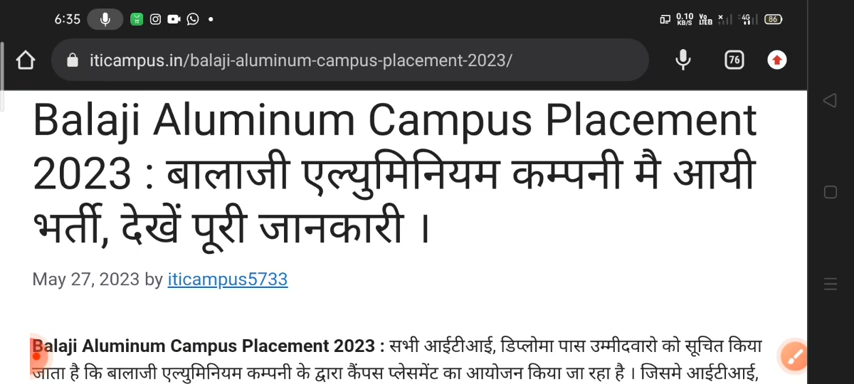 6:35
0.10 KB/S Vo LTE 4G 86
iticampus.in/balaji-aluminum-campus-placement-2023/
76
Balaji Aluminum Campus Placement
2023 : बालाजी एल्युमिनियम कम्पनी मै आयी
भर्ती, देखें पूरी जानकारी ।
May 27, 2023 by iticampus5733
Balaji Aluminum Campus Placement 2023 : सभी आईटीआई, डिप्लोमा पास उम्मीदवारो को सूचित किया
जाता है कि बालाजी एल्युमिनियम कम्पनी के द्वारा कैंपस प्लेसमेंट का आयोजन किया जा रहा है । जिसमे आईटीआई,